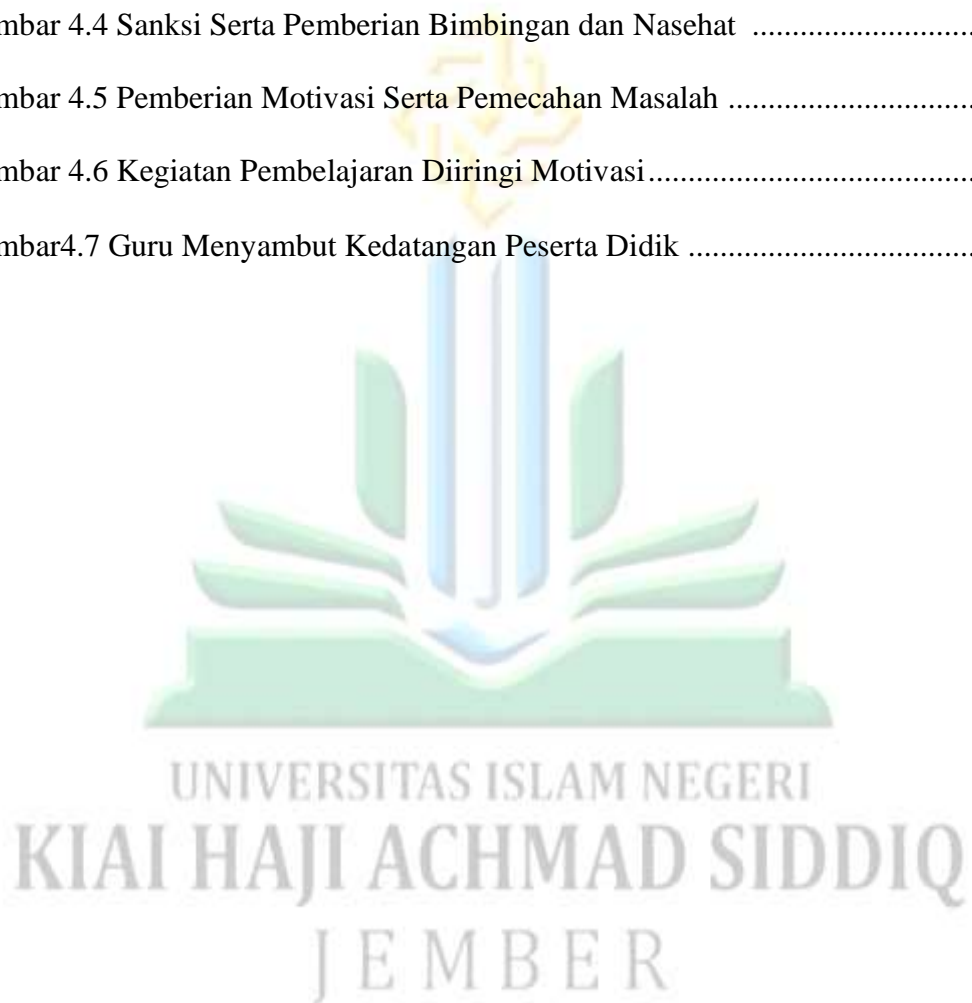 mbar 4.4 Sanksi Serta Pemberian Bimbingan dan Nasehat ............................
mbar 4.5 Pemberian Motivasi Serta Pemecahan Masalah ...............................
mbar 4.6 Kegiatan Pembelajaran Diiringi Motivasi........................................
mbar4.7 Guru Menyambut Kedatangan Peserta Didik ...................................
UNIVERSITAS ISLAM NEGERI
KIAI HAJI ACHMAD SIDDIQ
JEMBER